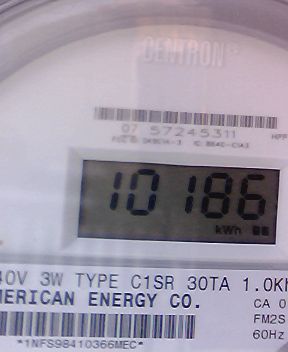 CENTRON®
07 57245311
10186
kWh
40V 3W TYPE C1SR 30TA 1.0Kh
MERICAN ENERGY CO.
CA 0
FM2S
60Hz
*1NFS98410366MEC*